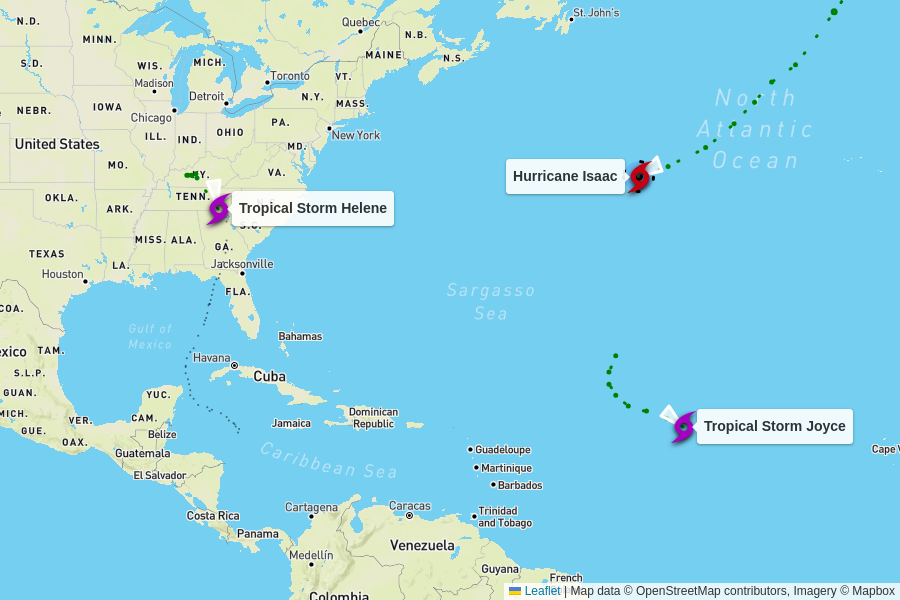 N.D.
MINN.
Quebec
N.B.
St. John's
MAINE
N.S.
S.D.
WIS.
MICH.
Toronto
VT.
Madison
Detroit
N.Y.
MASS.
NEBR.
IOWA
Chicago
PA.
New York
ILL.
IND.
OHIO
United States
MD.
MO.
KY.
VA.
OKLA.
ARK.
TENN.
S.C.
MISS.
ALA.
GA.
TEXAS
LA.
Jacksonville
Houston
FLA.
North
Atlantic
Ocean
Hurricane Isaac
Tropical Storm Helene
Sargasso
Sea
Gulf of
Mexico
Bahamas
COA.
exico
TAM.
Havana
Cuba
S.L.P.
GUAN.
YUC.
MICH.
VER.
CAM.
GUE.
OAX.
Belize
Jamaica
Dominican
Republic
Tropical Storm Joyce
Guatemala
El Salvador
Caribbean Sea
Guadeloupe
Martinique
Barbados
Cape V
Costa Rica
Cartagena
Caracas
Trinidad
and Tobago
Panama
Venezuela
Medellín
Guyana
French
Colombia
Leaflet | Map data © OpenStreetMap contributors, Imagery © Mapbox